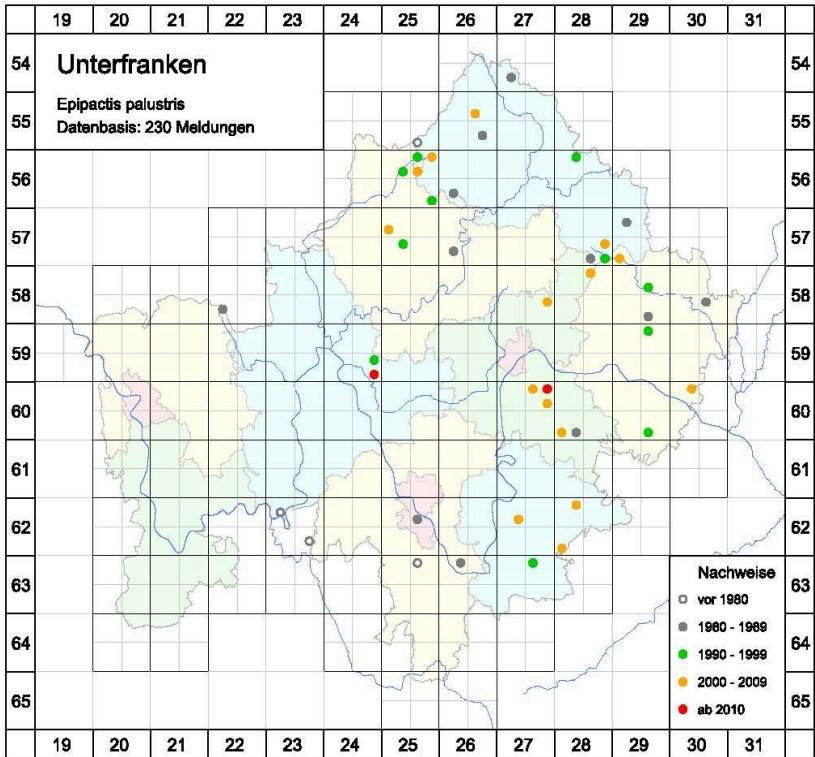 19 20 21 22 23 24 25 26 27 28 29 30 31
Unterfranken
Epipactis palustris
Datenbasis: 230 Meldungen
54 54
55 55
56 56
57 57
58 58
59 59
60 60
61 61
62 62
63 63
64 64
65 65
Nachweise
vor 1980
1980 - 1989
1990 - 1999
2000 - 2009
ab 2010
19 20 21 22 23 24 25 26 27 28 29 30 31